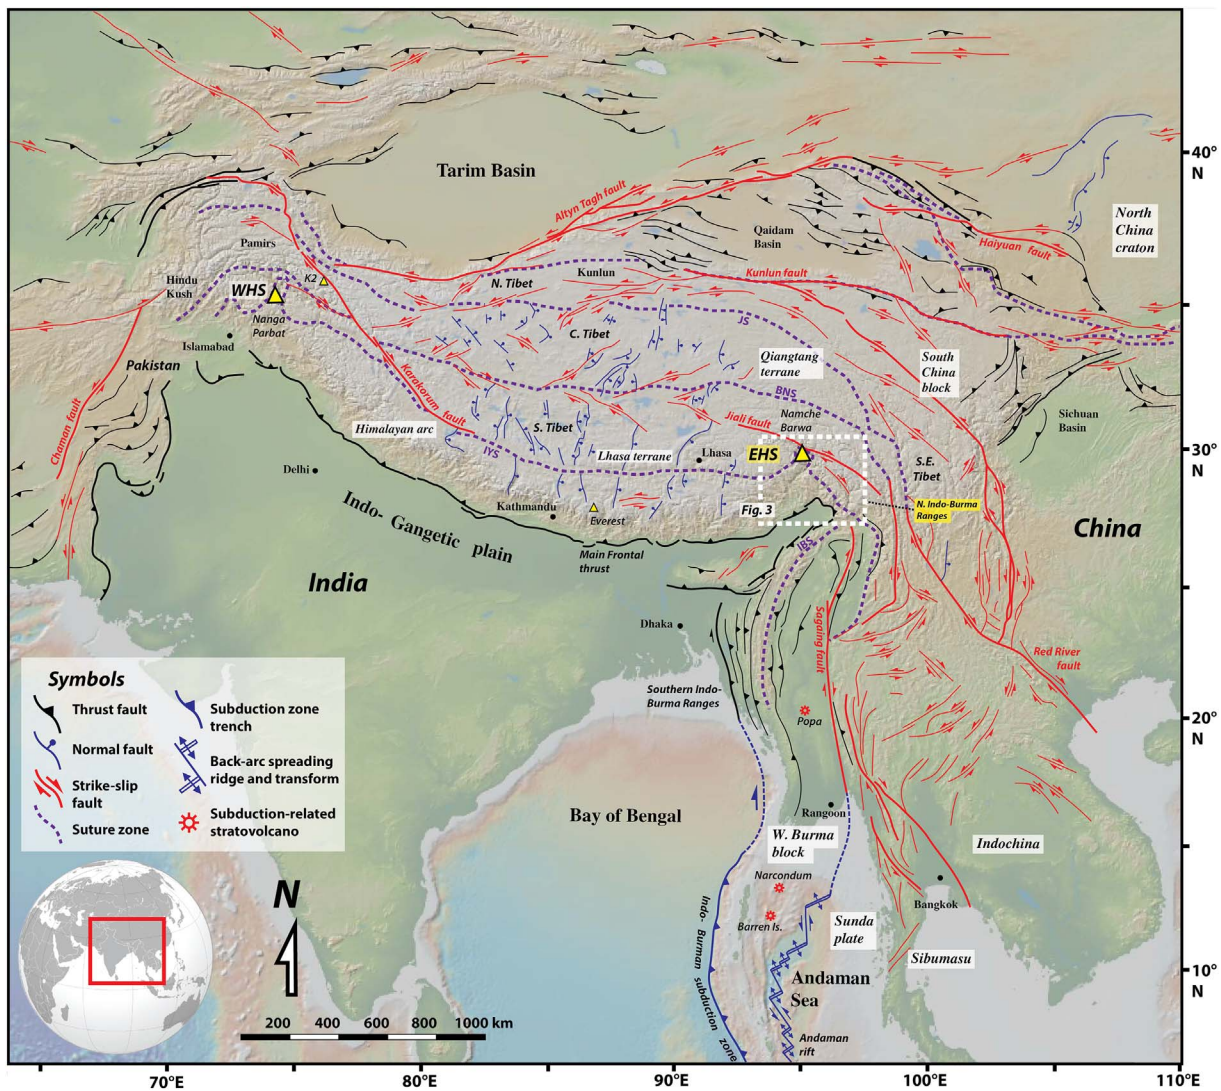 Tarim Basin
40°
N
Altyn Tagh fault
North
China
craton
Qaidam
Basin
Haiyuan fault
Pamirs
Kunlun
Kunlun fault
K2
N. Tibet
Hindu
Kush
WHS
Nanga
Parbat
JS
C. Tibet
Islamabad
Qiangtang
terrane
South
China
block
Pakistan
Karakorum fault
BNS
Chaman fault
Jiali fault
Namche
Barwa
Sichuan
Basin
Himalayan arc
S. Tibet
IYS
Lhasa terrane
Lhasa
EHS
30°
N
S.E.
Tibet
Delhi
Kathmandu
Everest
Fig. 3
N. Indo-Burma
Ranges
Indo- Gangetic plain
China
Main Frontal
thrust
IBS
India
Dhaka
Sagaing fault
Red River
fault
Southern Indo-
Burma Ranges
Popa
20°
N
Symbols
Thrust fault
Normal fault
Strike-slip
fault
Suture zone
Subduction zone
trench
Back-arc spreading
ridge and transform
Subduction-related
stratovolcano
Bay of Bengal
Rangoon
W. Burma
block
Indochina
Narcondum
Bangkok
Barren Is.
Sunda
plate
Sibumasu
Indo- Burman subduction zone
Andaman
Sea
10°
N
Andaman
rift
N
200 400 600 800 1000 km
70°E 80°E 90°E 100°E 110°E